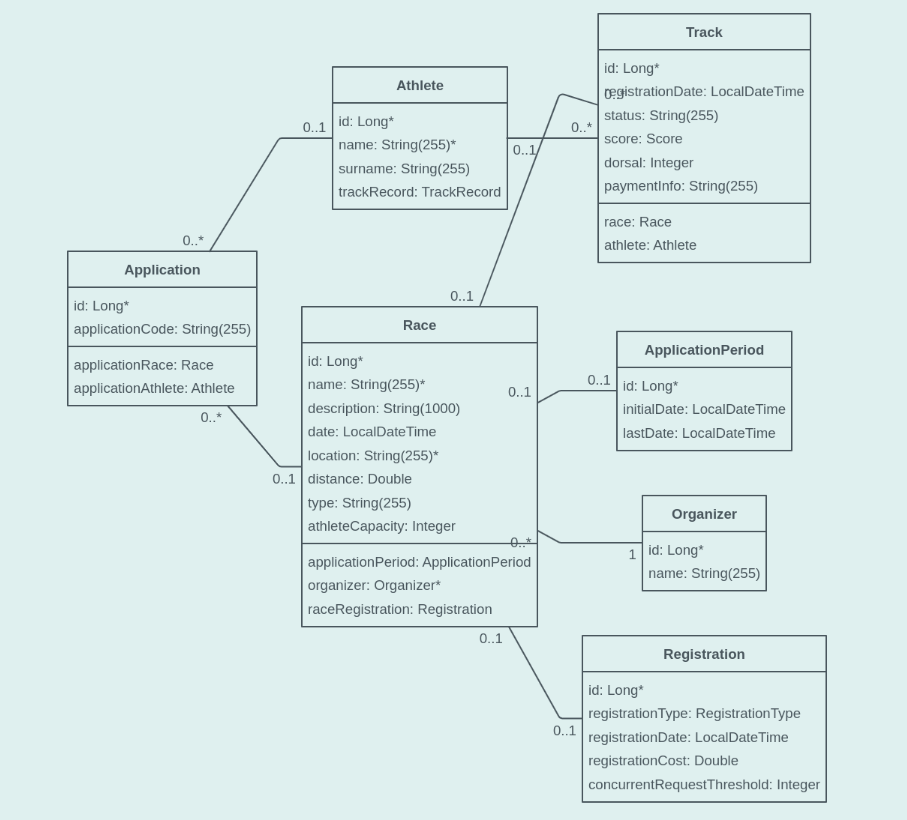 Track
id: Long*
registrationDate: LocalDateTime
0..*
status: String(255)
score: Score
dorsal: Integer
paymentInfo: String(255)
race: Race
athlete: Athlete
Athlete
id: Long*
name: String(255)*
surname: String(255)
trackRecord: TrackRecord
0..1
0..1
0..*
0..*
Application
id: Long*
applicationCode: String(255)
applicationRace: Race
applicationAthlete: Athlete
0..*
0..1
0..1
Race
id: Long*
name: String(255)*
description: String(1000)
date: LocalDateTime
location: String(255)*
distance: Double
type: String(255)
athleteCapacity: Integer
applicationPeriod: ApplicationPeriod
organizer: Organizer*
raceRegistration: Registration
0..1
0..1
ApplicationPeriod
id: Long*
initialDate: LocalDateTime
lastDate: LocalDateTime
0..*
1
Organizer
id: Long*
name: String(255)
0..1
0..1
Registration
id: Long*
registrationType: RegistrationType
registrationDate: LocalDateTime
registrationCost: Double
concurrentRequestThreshold: Integer